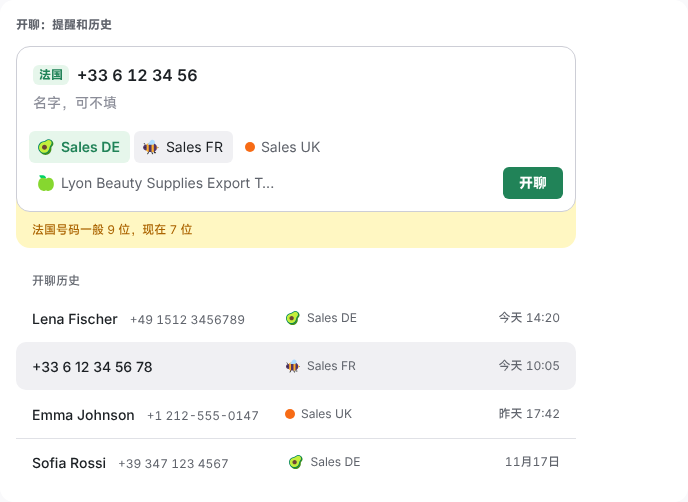 开聊：提醒和历史
法国 +33 6 12 34 56
名字，可不填
Sales DE Sales FR Sales UK
Lyon Beauty Supplies Export T... 开聊
法国号码一般 9 位，现在 7 位
开聊历史
Lena Fischer +49 1512 3456789 Sales DE 今天 14:20
+33 6 12 34 56 78 Sales FR 今天 10:05
Emma Johnson +1 212-555-0147 Sales UK 昨天 17:42
Sofia Rossi +39 347 123 4567 Sales DE 11月17日